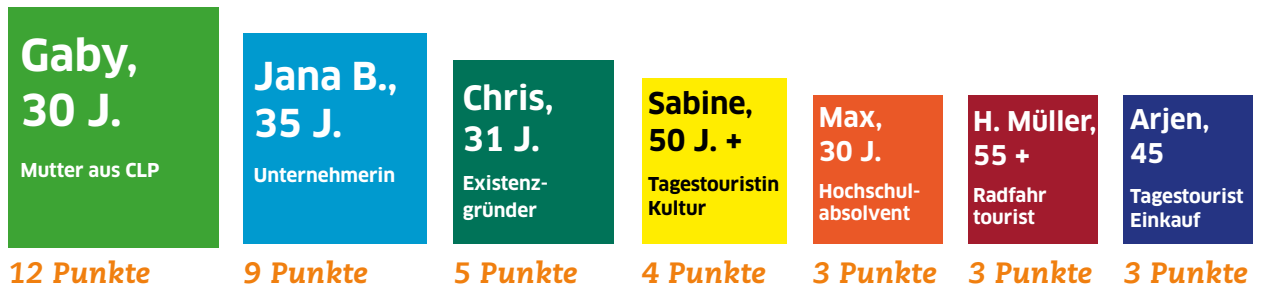 Gaby,
30 J.
Mutter aus CLP
12 Punkte
Jana B.,
35 J.
Unternehmerin
9 Punkte
Chris,
31 J.
Existenz-
gründer
5 Punkte
Sabine,
50 J. +
Tagestouristin
Kultur
4 Punkte
Max,
30 J.
Hochschul-
absolvent
3 Punkte
H. Müller,
55 +
Radfahr
tourist
3 Punkte
Arjen,
45
Tagestourist
Einkauf
3 Punkte